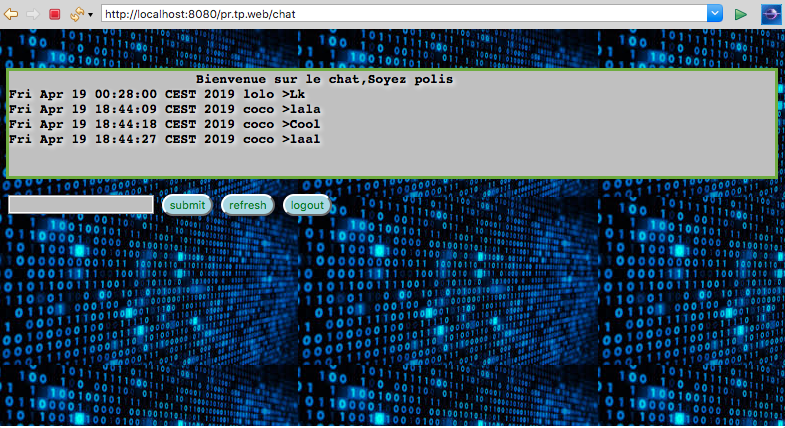 http://localhost:8080/pr.tp.web/chat
Bienvenue sur le chat,Soyez polis
Fri Apr 19 00:28:00 CEST 2019 lolo >Lk
Fri Apr 19 18:44:09 CEST 2019 coco >lala
Fri Apr 19 18:44:18 CEST 2019 coco >Cool
Fri Apr 19 18:44:27 CEST 2019 coco >laal
submit refresh logout